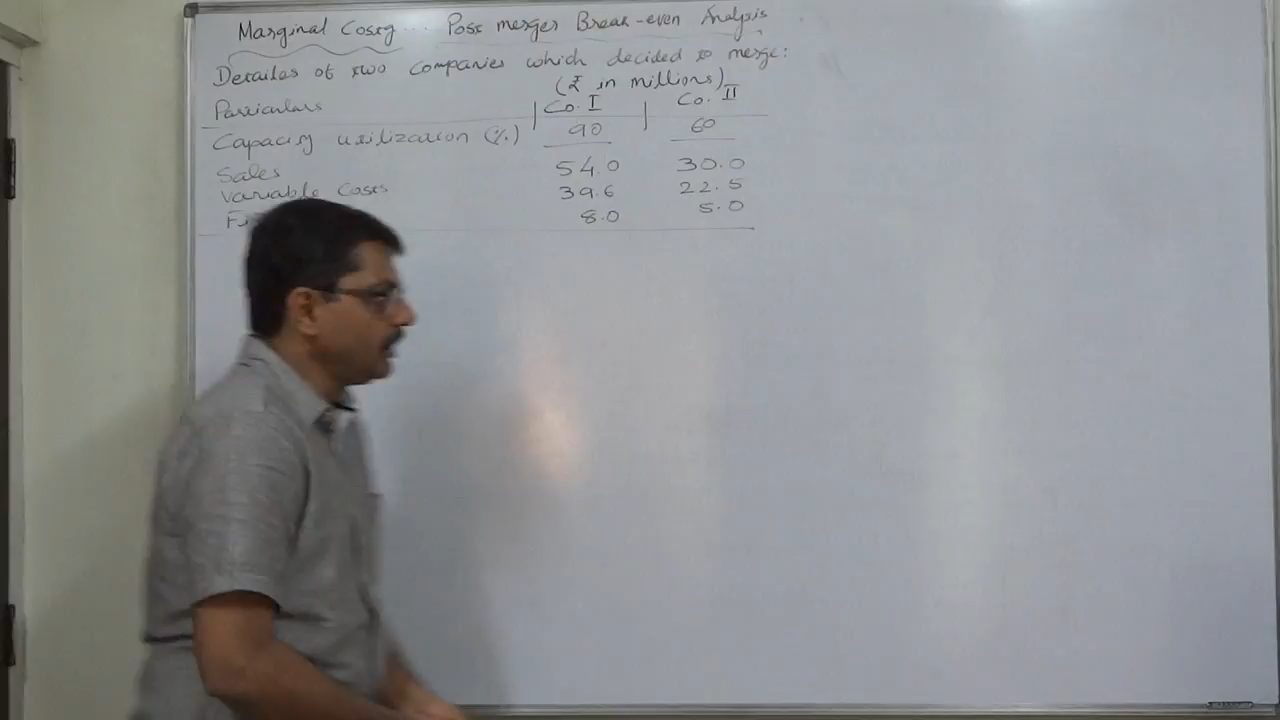 Marginal Costg.... Post merger Break-even Analysis
Details of two companies which decided to merge:
(₹ in millions)
Particulars Co. I Co. II
Capacity utilization (%) 90 60
Sales 54.0 30.0
Variable Costs 39.6 22.5
8.0 5.0